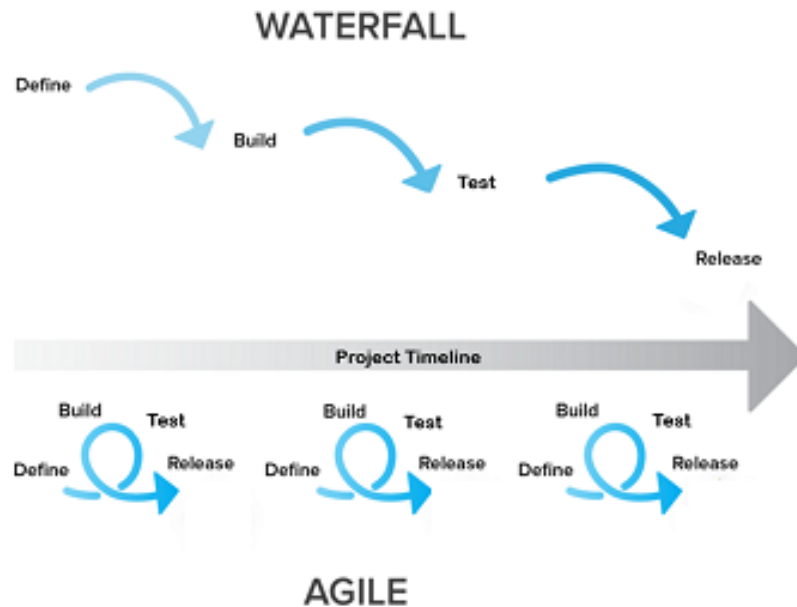 WATERFALL
Define
Build
Test
Release
Project Timeline
Build
Test
Define
Release
Build
Test
Define
Release
Build
Test
Define
Release
AGILE